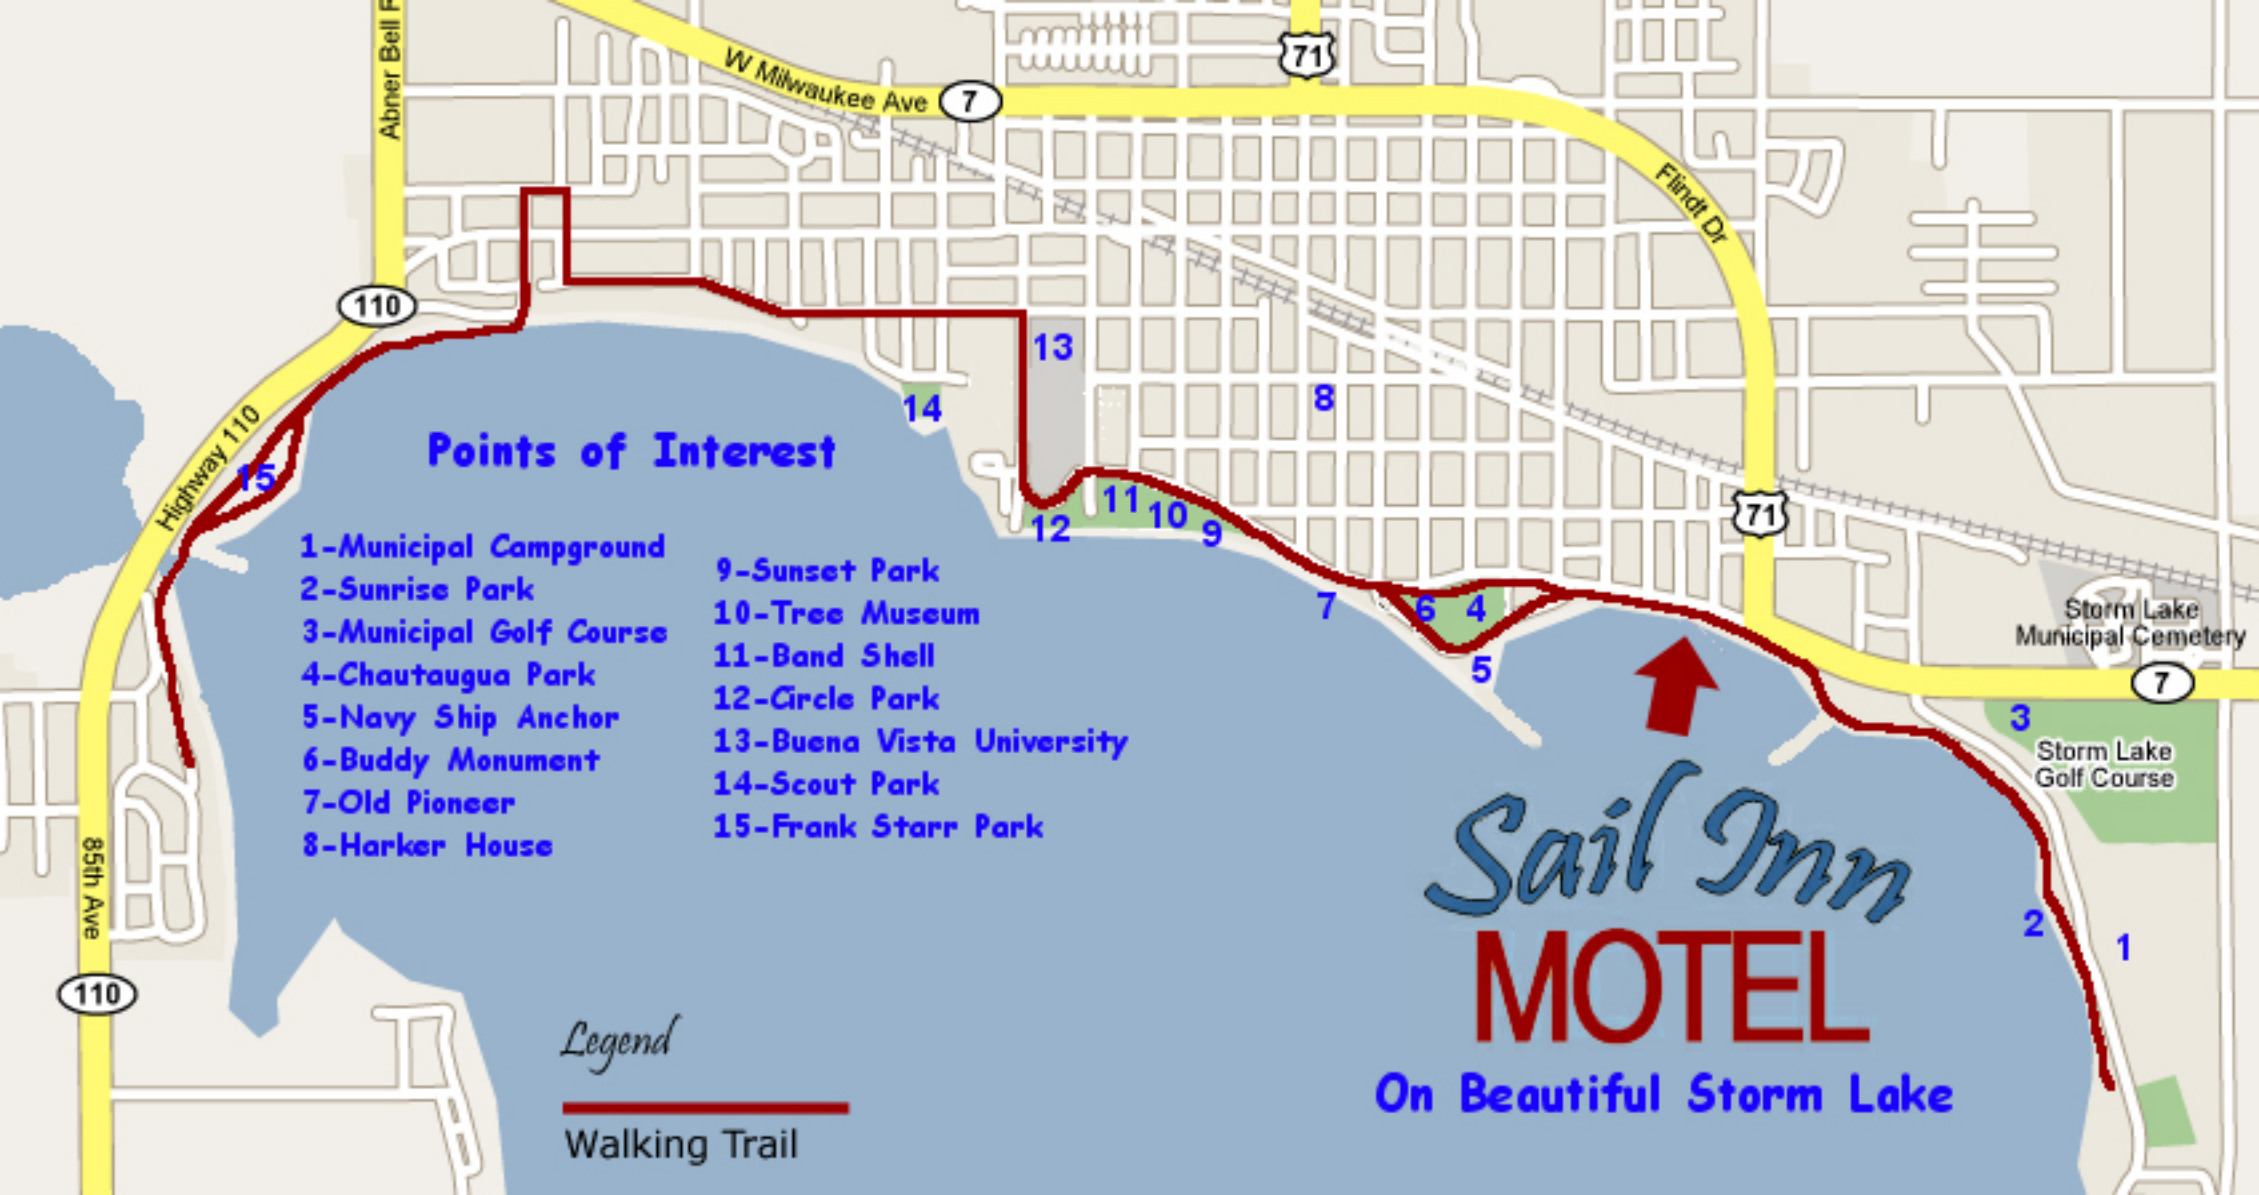 Abner Bell
W Milwaukee Ave
7
71
Flindt Dr
110
Highway 110
15
13
14
8
11
10
12
9
7
6
4
5
71
Storm Lake
Municipal Cemetery
7
3
Storm Lake
Golf Course
2
1
85th Ave
110
Points of Interest
1-Municipal Campground
2-Sunrise Park
3-Municipal Golf Course
4-Chautaugua Park
5-Navy Ship Anchor
6-Buddy Monument
7-Old Pioneer
8-Harker House
9-Sunset Park
10-Tree Museum
11-Band Shell
12-Circle Park
13-Buena Vista University
14-Scout Park
15-Frank Starr Park
Sail Inn
MOTEL
On Beautiful Storm Lake
Legend
Walking Trail